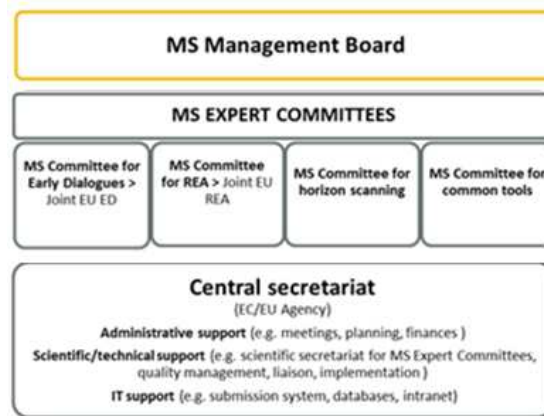 MS Management Board
MS EXPERT COMMITTEES
MS Committee for
Early Dialogues >
Joint EU ED
MS Committee
for REA > Joint EU
REA
MS Committee for
horizon scanning
MS Committee for
common tools
Central secretariat
(EC/EU Agency)
Administrative support (e.g. meetings, planning, finances )
Scientific/technical support (e.g. scientific secretariat for MS Expert Committees,
quality management, liaison, implementation )
IT support (e.g. submission system, databases, intranet)